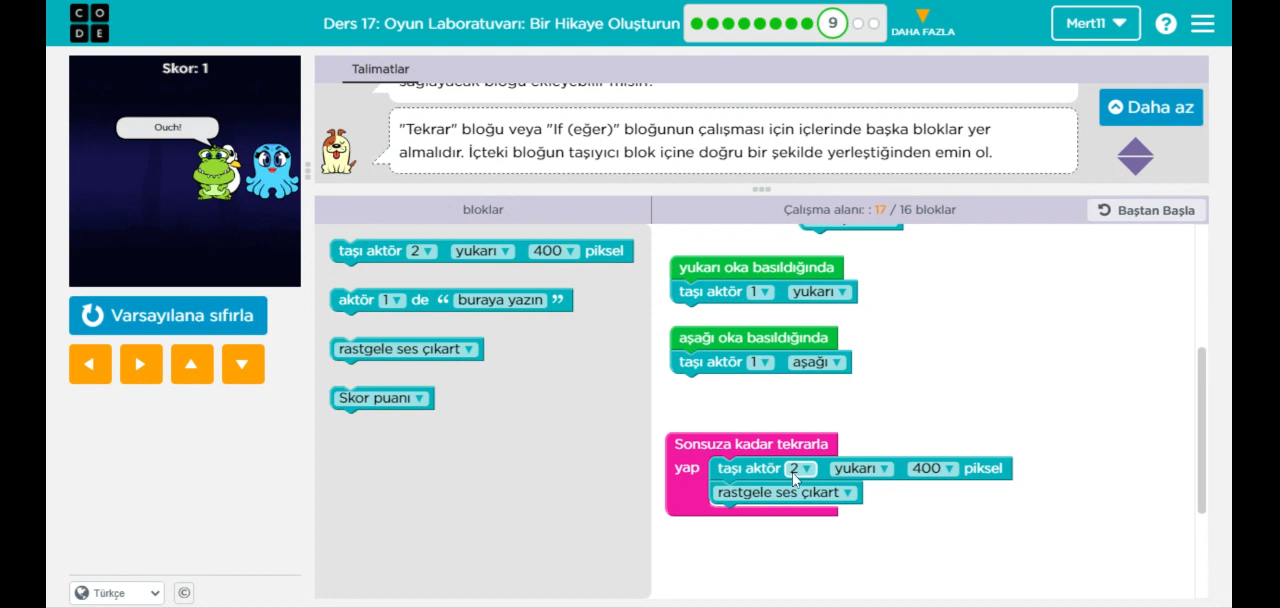 C O
D E
Ders 17: Oyun Laboratuvarı: Bir Hikaye Oluşturun
9
DAHA FAZLA
Mert11
?
Skor: 1
Ouch!
Talimatlar
sağlayacak bloğu ekleyebilir misin?
"Tekrar" bloğu veya "If (eğer)" bloğunun çalışması için içlerinde başka bloklar yer
almalıdır. İçteki bloğun taşıyıcı blok içine doğru bir şekilde yerleştiğinden emin ol.
Daha az
bloklar
Çalışma alanı: : 17 / 16 bloklar
Baştan Başla
taşı aktör 2 yukarı 400 piksel
aktör 1 de “ buraya yazın ”
rastgele ses çıkart
Skor puanı
yukarı oka basıldığında
taşı aktör 1 yukarı
aşağı oka basıldığında
taşı aktör 1 aşağı
Sonsuza kadar tekrarla
yap taşı aktör 2 yukarı 400 piksel
rastgele ses çıkart
Varsayılana sıfırla
Türkçe
©